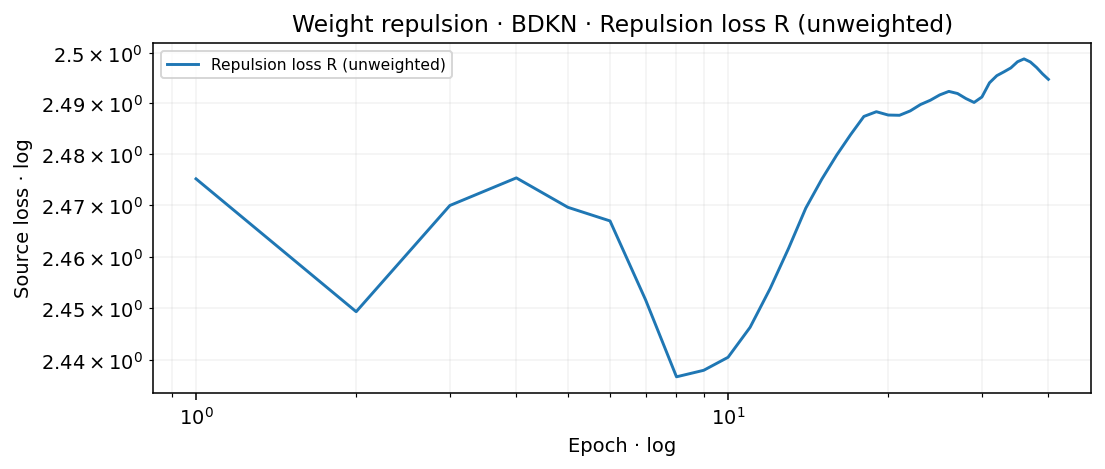 Weight repulsion · BDKN · Repulsion loss R (unweighted)
Repulsion loss R (unweighted)
Source loss · log
2.5 × 10⁰
2.49 × 10⁰
2.48 × 10⁰
2.47 × 10⁰
2.46 × 10⁰
2.45 × 10⁰
2.44 × 10⁰
10⁰ 10¹
Epoch · log